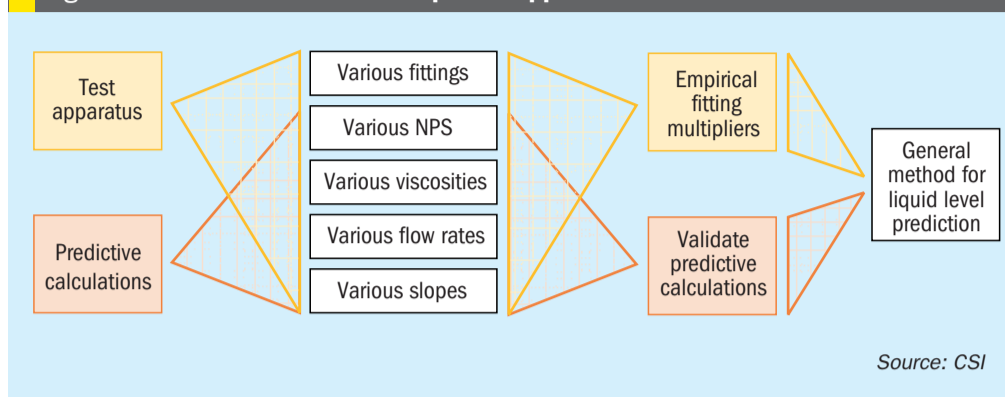 Test
apparatus
Predictive
calculations
Various fittings
Various NPS
Various viscosities
Various flow rates
Various slopes
Empirical
fitting
multipliers
Validate
predictive
calculations
General
method for
liquid level
prediction
Source: CSI